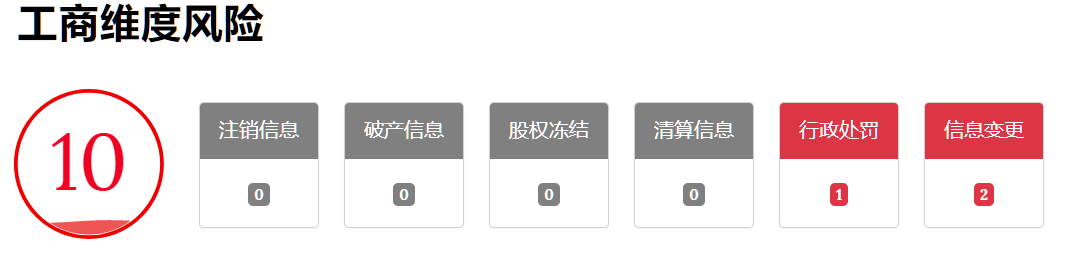 工商维度风险
10
注销信息
0
破产信息
0
股权冻结
0
清算信息
0
行政处罚
1
信息变更
2